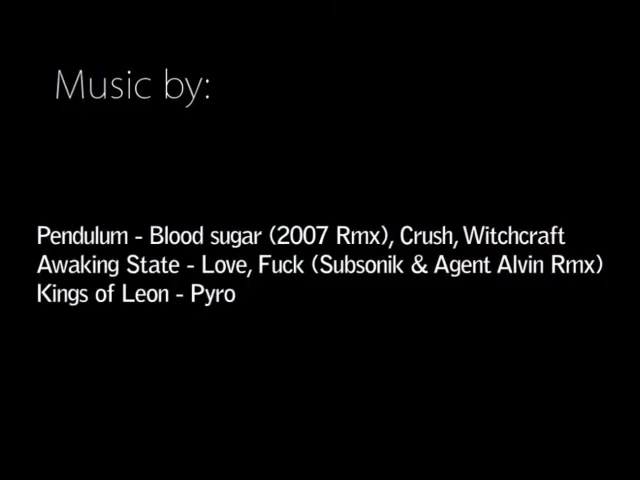 Music by:
Pendulum - Blood sugar (2007 Rmx), Crush, Witchcraft
Awaking State - Love, Fuck (Subsonik & Agent Alvin Rmx)
Kings of Leon - Pyro